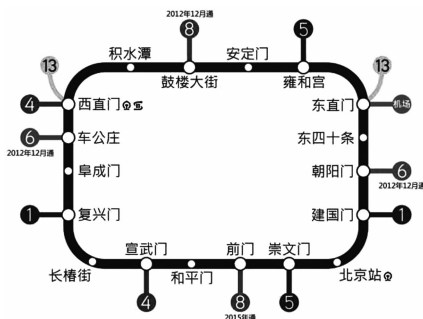 2012年12月通
8
5
积水潭
安定门
13
鼓楼大街
雍和宫
13
4
西直门
东直门
机场
6
车公庄
东四十条
2012年12月通
阜成门
朝阳门
6
2012年12月通
1
复兴门
建国门
1
宣武门
前门
崇文门
长椿街
和平门
北京站
4
8
5
2015年通